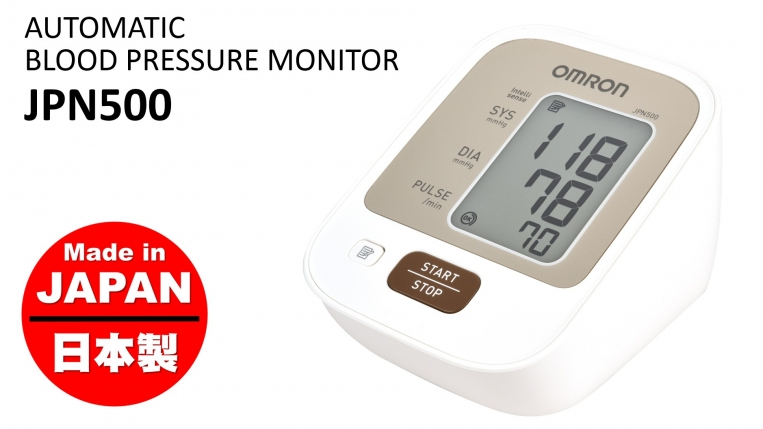 AUTOMATIC
BLOOD PRESSURE MONITOR
JPN500
Made in
JAPAN
日本製
OMRON
intelli
sense
JPN500
SYS
mmHg
118
DIA
mmHg
78
PULSE
/min
OK
70
START
STOP